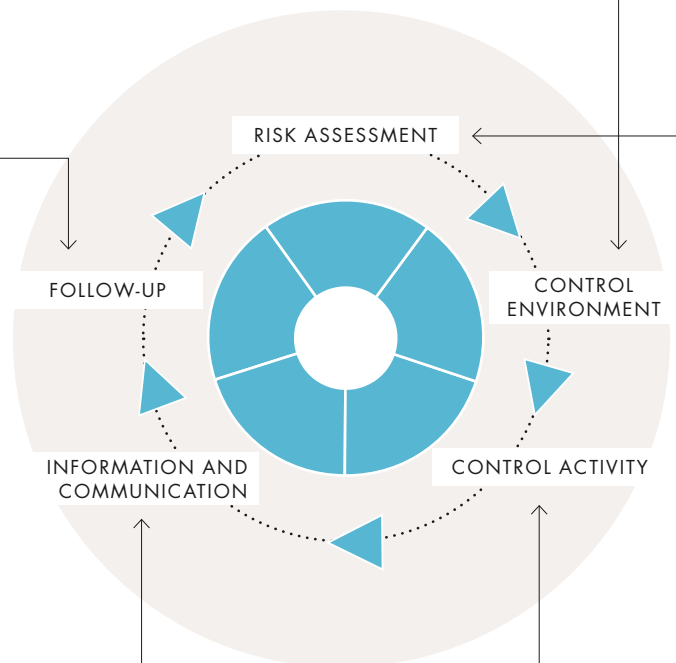 RISK ASSESSMENT
FOLLOW-UP
CONTROL
ENVIRONMENT
INFORMATION AND
COMMUNICATION
CONTROL ACTIVITY